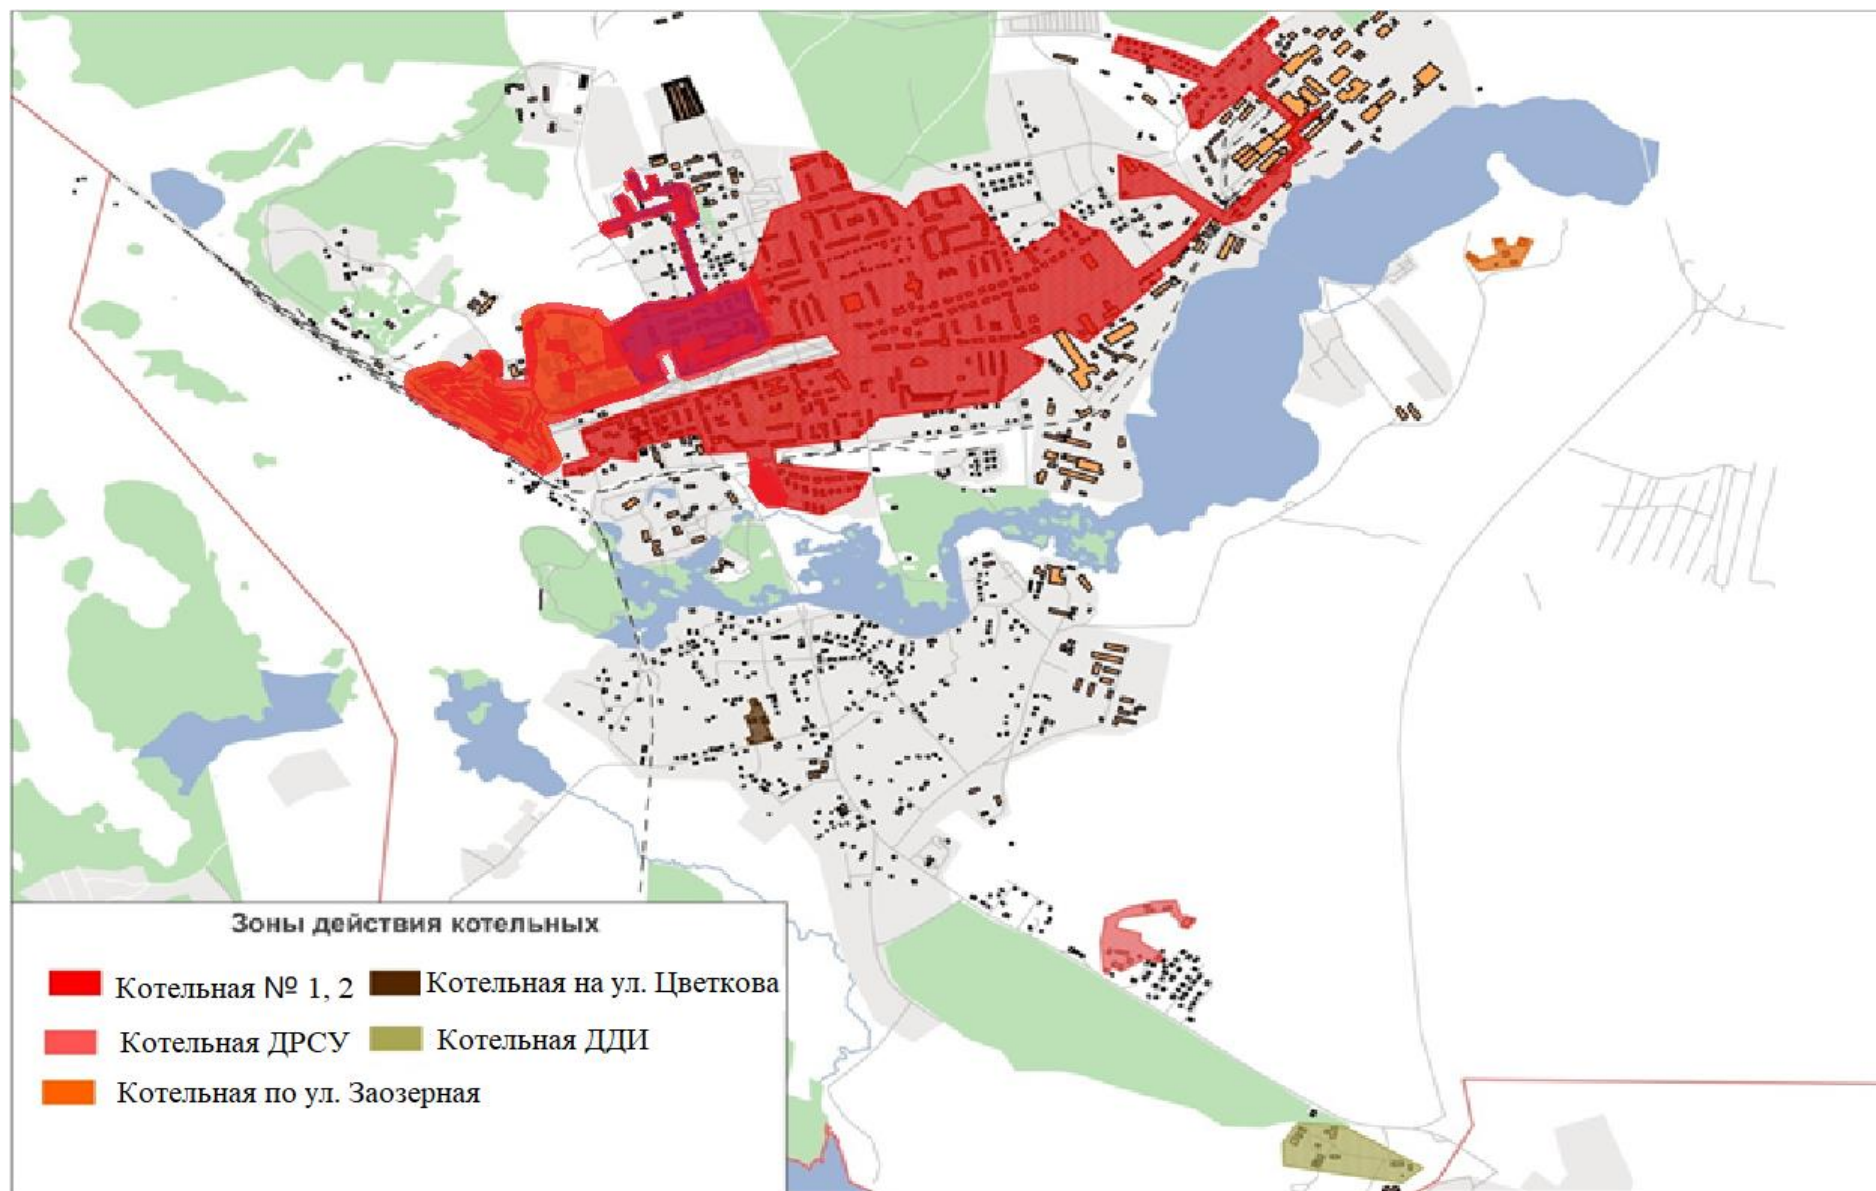 Зоны действия котельных
Котельная № 1, 2
Котельная на ул. Цветкова
Котельная ДРСУ
Котельная ДДИ
Котельная по ул. Заозерная